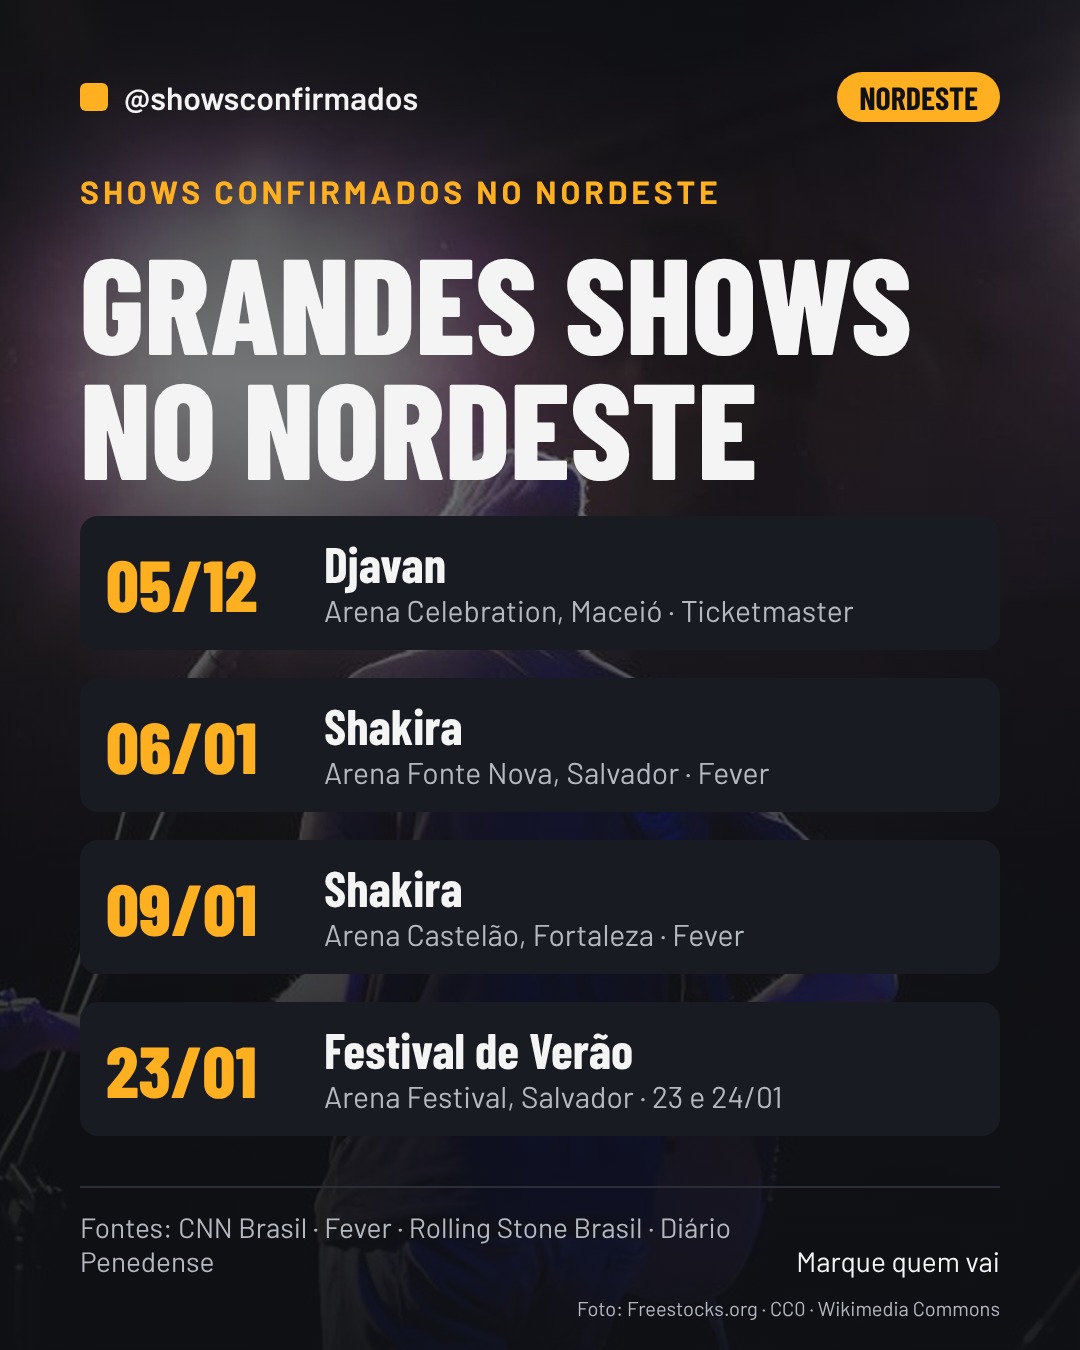 @showsconfirmados
NORDESTE
SHOWS CONFIRMADOS NO NORDESTE
GRANDES SHOWS
NO NORDESTE
05/12
Djavan
Arena Celebration, Maceió · Ticketmaster
06/01
Shakira
Arena Fonte Nova, Salvador · Fever
09/01
Shakira
Arena Castelão, Fortaleza · Fever
23/01
Festival de Verão
Arena Festival, Salvador · 23 e 24/01
Fontes: CNN Brasil · Fever · Rolling Stone Brasil · Diário
Penedense
Marque quem vai
Foto: Freestocks.org · CC0 · Wikimedia Commons